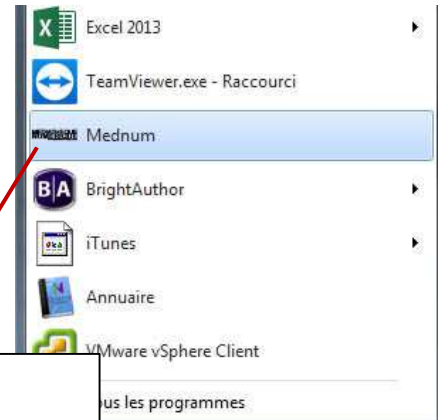 Excel 2013
TeamViewer.exe - Raccourci
Mednum
B|A BrightAuthor
iTunes
Annuaire
VMware vSphere Client
ous les programmes